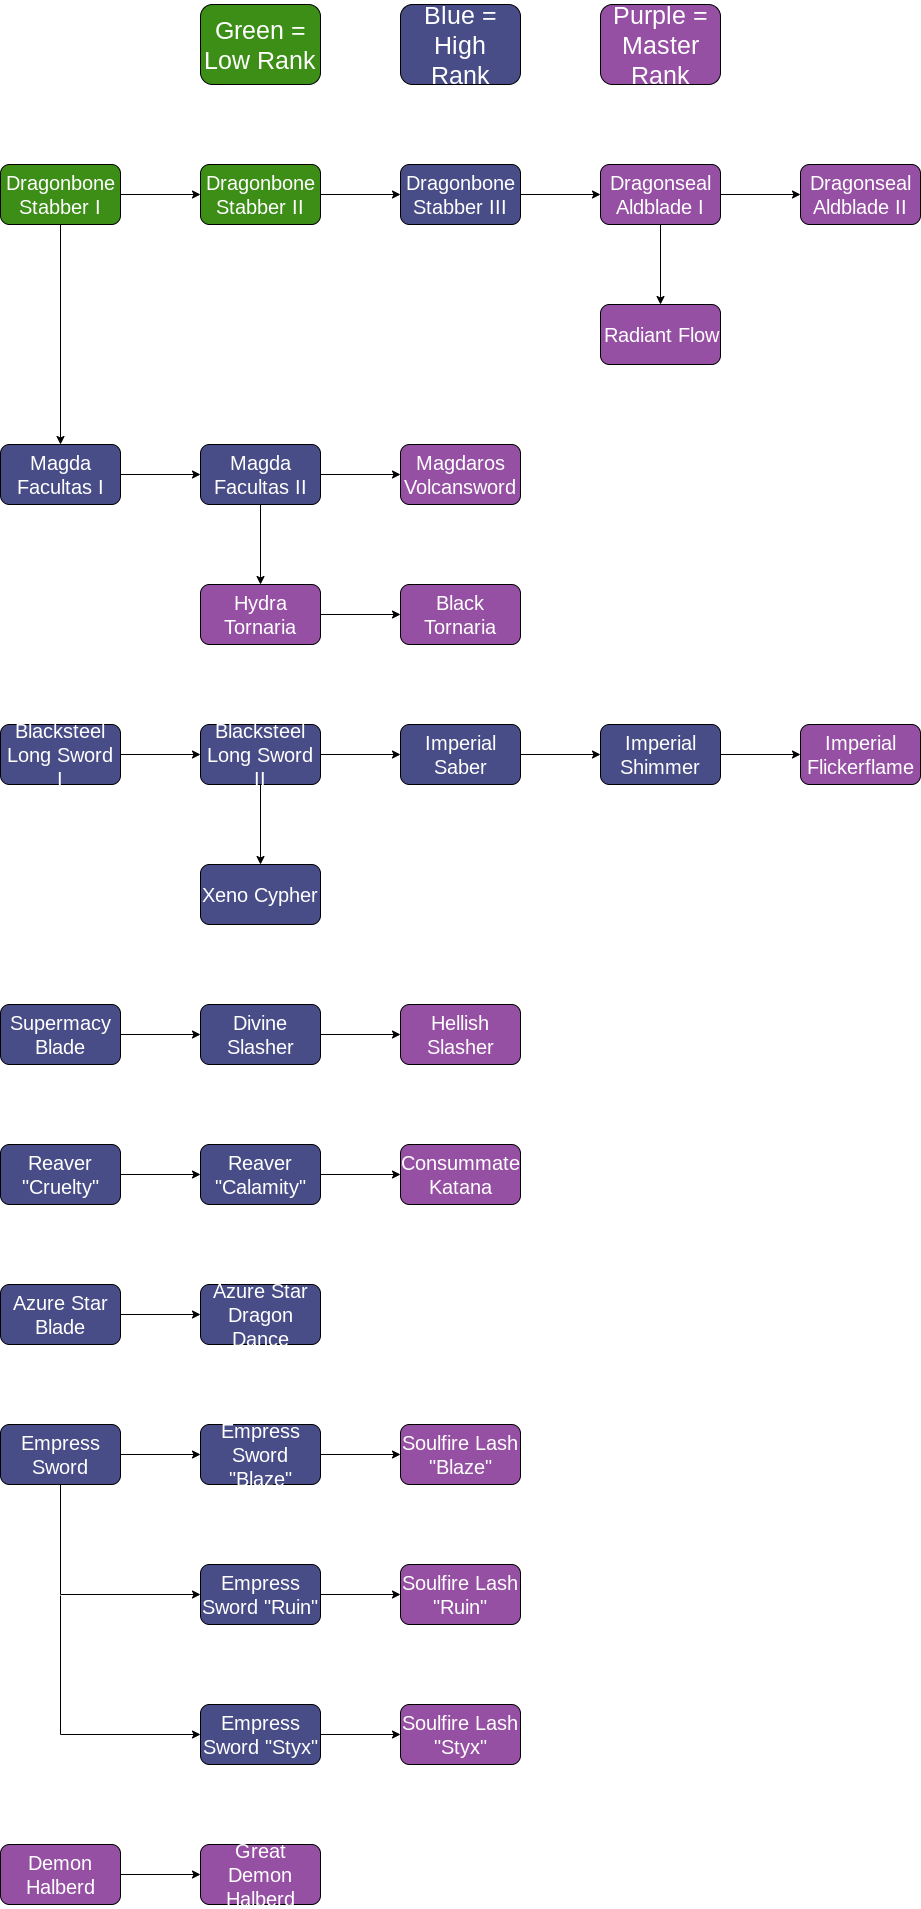 Green =
Low Rank
Blue =
High
Rank
Purple =
Master
Rank
Dragonbone
Stabber I
Dragonbone
Stabber II
Dragonbone
Stabber III
Dragonseal
Aldblade I
Dragonseal
Aldblade II
Radiant Flow
Magda
Facultas I
Magda
Facultas II
Magdaros
Volcansword
Hydra
Tornaria
Black
Tornaria
Blacksteel
Long Sword
I
Blacksteel
Long Sword
II
Imperial
Saber
Imperial
Shimmer
Imperial
Flickerflame
Xeno Cypher
Supermacy
Blade
Divine
Slasher
Hellish
Slasher
Reaver
"Cruelty"
Reaver
"Calamity"
Consummate
Katana
Azure Star
Blade
Azure Star
Dragon
Dance
Empress
Sword
Empress
Sword
"Blaze"
Soulfire Lash
"Blaze"
Empress
Sword "Ruin"
Soulfire Lash
"Ruin"
Empress
Sword "Styx"
Soulfire Lash
"Styx"
Demon
Halberd
Great
Demon
Halberd